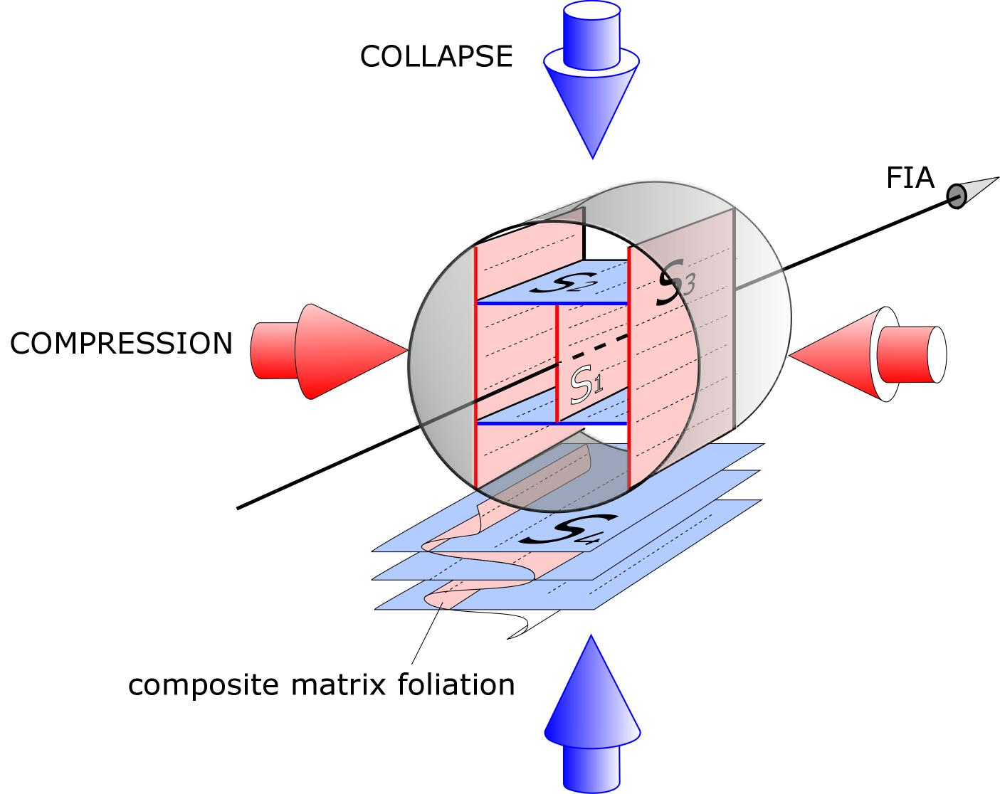 COLLAPSE
FIA
S3
S2
COMPRESSION
S1
S4
composite matrix foliation